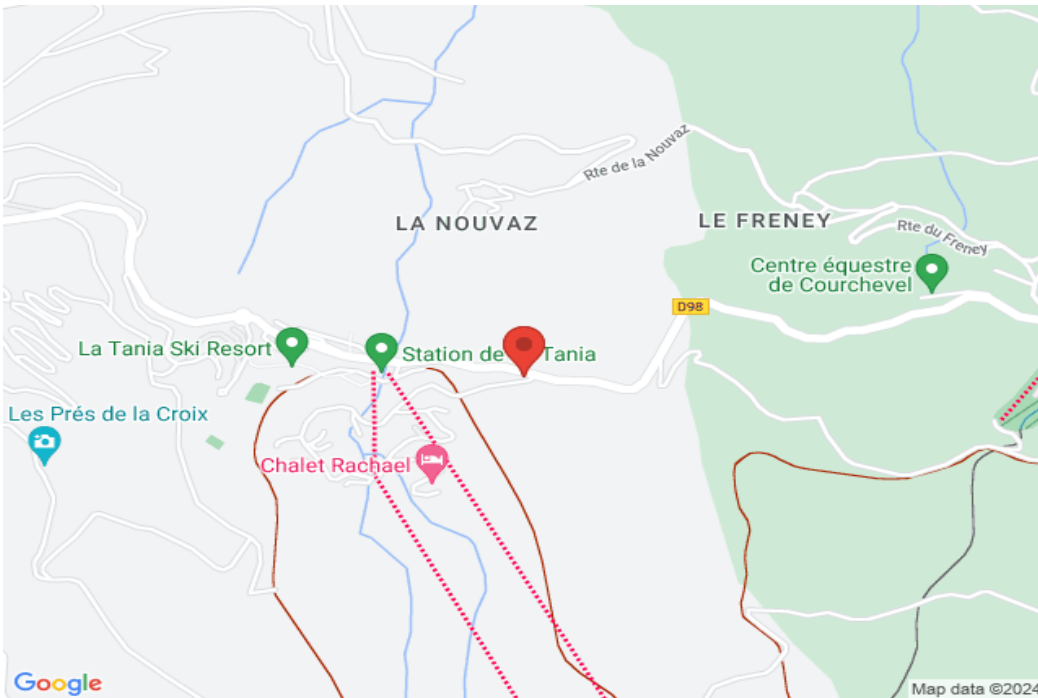 Rte de la Nouvaz
LA NOUVAZ
LE FRENEY
Rte du Freney
Centre équestre
de Courchevel
D98
La Tania Ski Resort
Station de Tania
Les Prés de la Croix
Chalet Rachael
Google
Map data ©2024